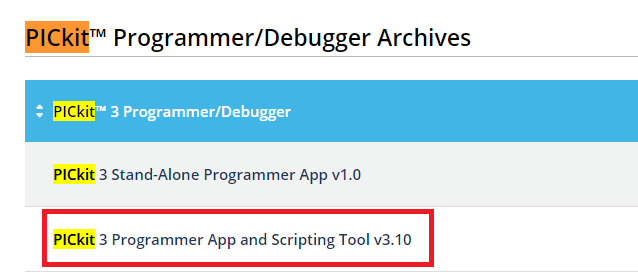 PICkit™ Programmer/Debugger Archives
PICkit™ 3 Programmer/Debugger
PICkit 3 Stand-Alone Programmer App v1.0
PICkit 3 Programmer App and Scripting Tool v3.10